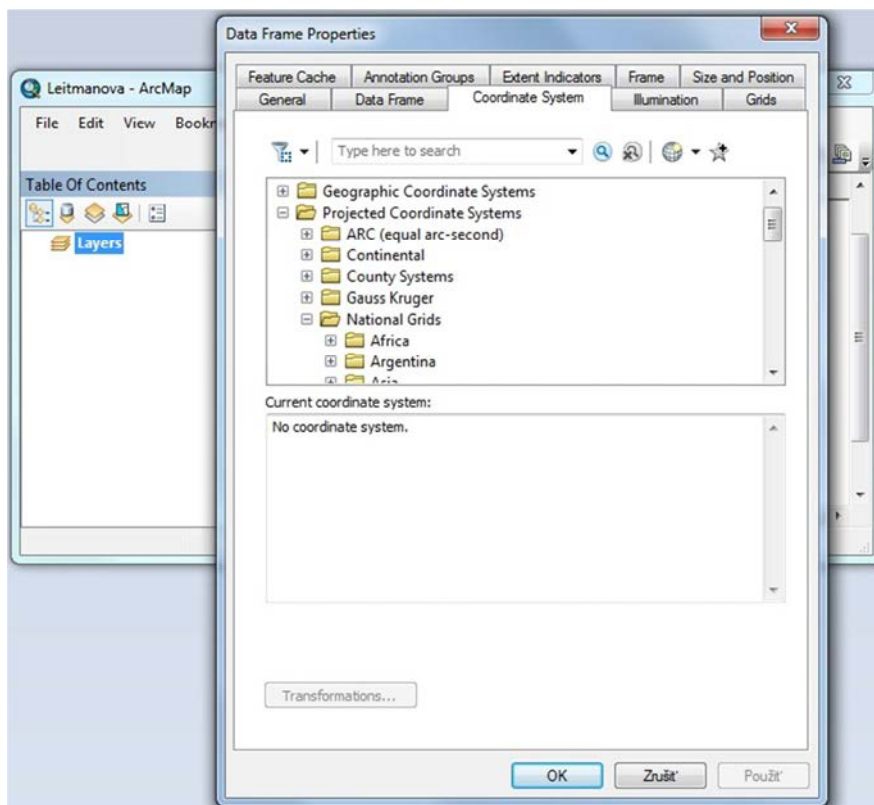 Data Frame Properties
Feature Cache Annotation Groups Extent Indicators Frame Size and Position
General Data Frame Coordinate System Illumination Grids
Leitmanova - ArcMap
File Edit View
Type here to search
Table Of Contents
Layers
Geographic Coordinate Systems
Projected Coordinate Systems
ARC (equal arc-second)
Continental
County Systems
Gauss Kruger
National Grids
Africa
Argentina
Asia
Current coordinate system:
No coordinate system.
Transformations...
OK Zrušiť Použiť